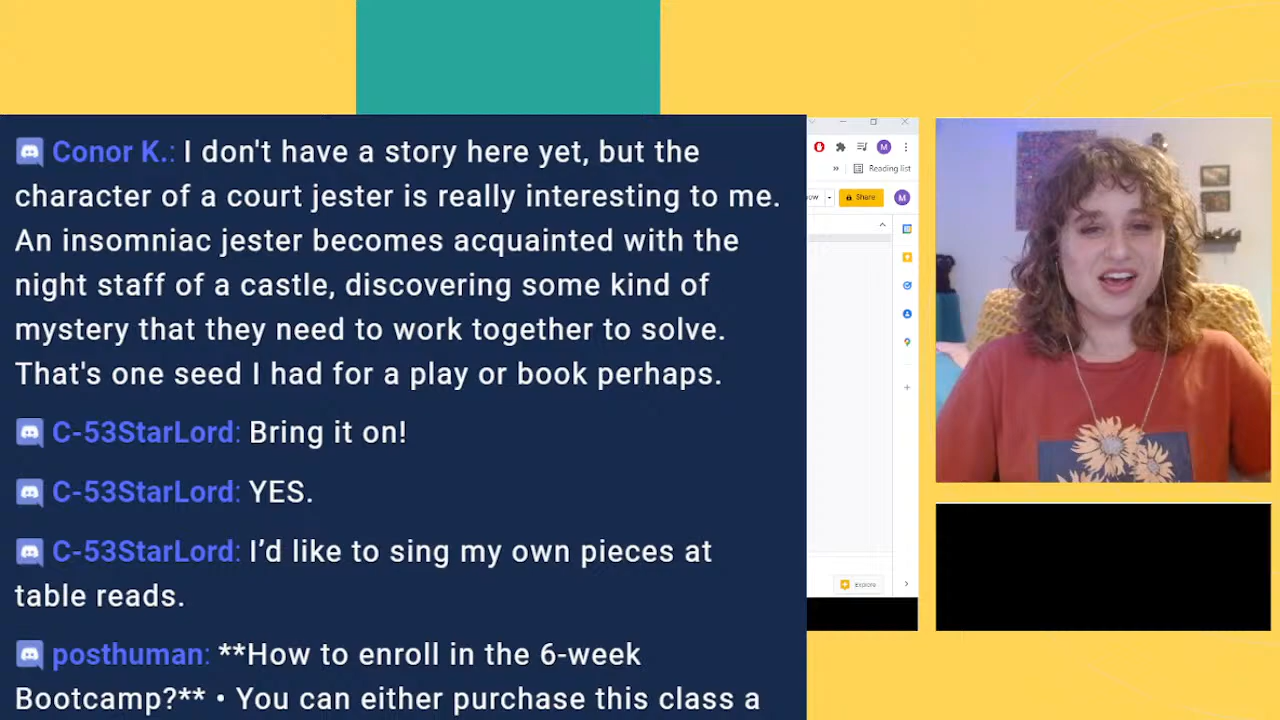 Conor K.: I don't have a story here yet, but the
character of a court jester is really interesting to me.
An insomniac jester becomes acquainted with the
night staff of a castle, discovering some kind of
mystery that they need to work together to solve.
That's one seed I had for a play or book perhaps.
C-53StarLord: Bring it on!
C-53StarLord: YES.
C-53StarLord: I’d like to sing my own pieces at
table reads.
posthuman: **How to enroll in the 6-week
Bootcamp?** • You can either purchase this class a
M
» Reading list
ow
Share
M
Explore